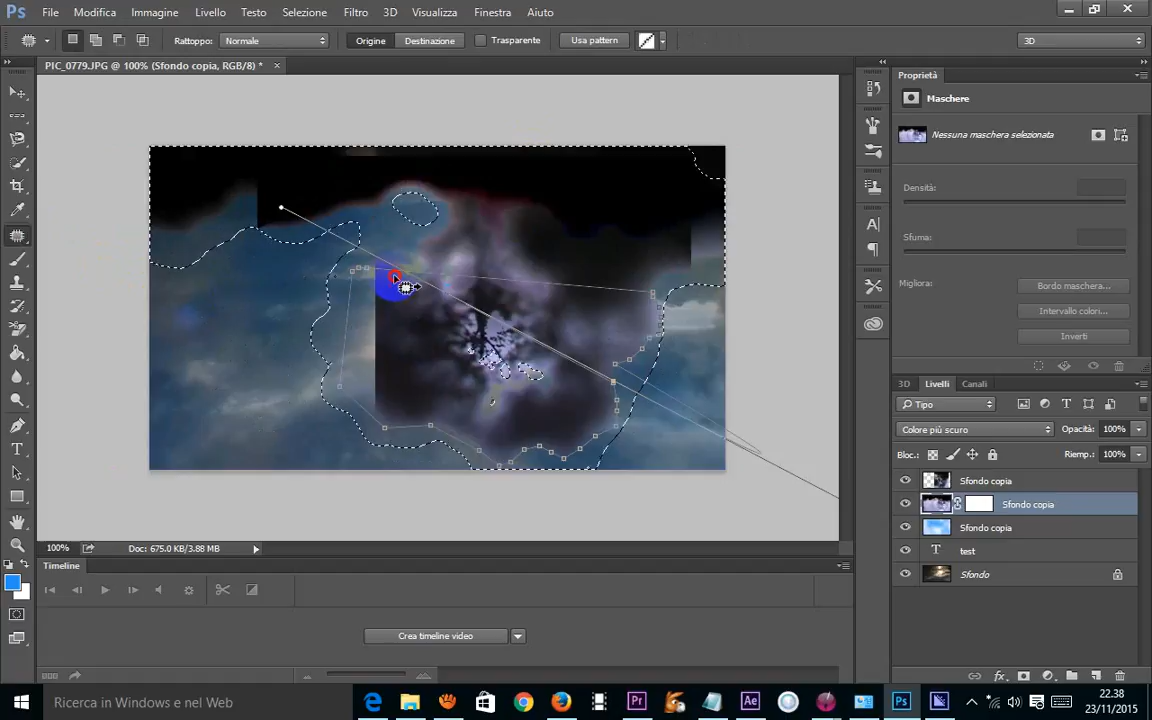 Ps File Modifica Immagine Livello Testo Selezione Filtro 3D Visualizza Finestra Aiuto
Rattoppo: Normale Origine Destinazione Trasparente Usa pattern 3D
PIC_0779.JPG @ 100% (Sfondo copia, RGB/8) *
Proprietà
Maschere
Nessuna maschera selezionata
Densità:
Sfuma:
Migliora: Bordo maschera...
Intervallo colori...
Inverti
3D Livelli Canali
Tipo
Colore più scuro Opacità: 100%
Bloc.: Riemp.: 100%
Sfondo copia
Sfondo copia
Sfondo copia
T test
Sfondo
100% Doc: 675.0 KB/3.88 MB
Timeline
Crea timeline video
Ricerca in Windows e nel Web
Pr Ae Ps
22.38
23/11/2015